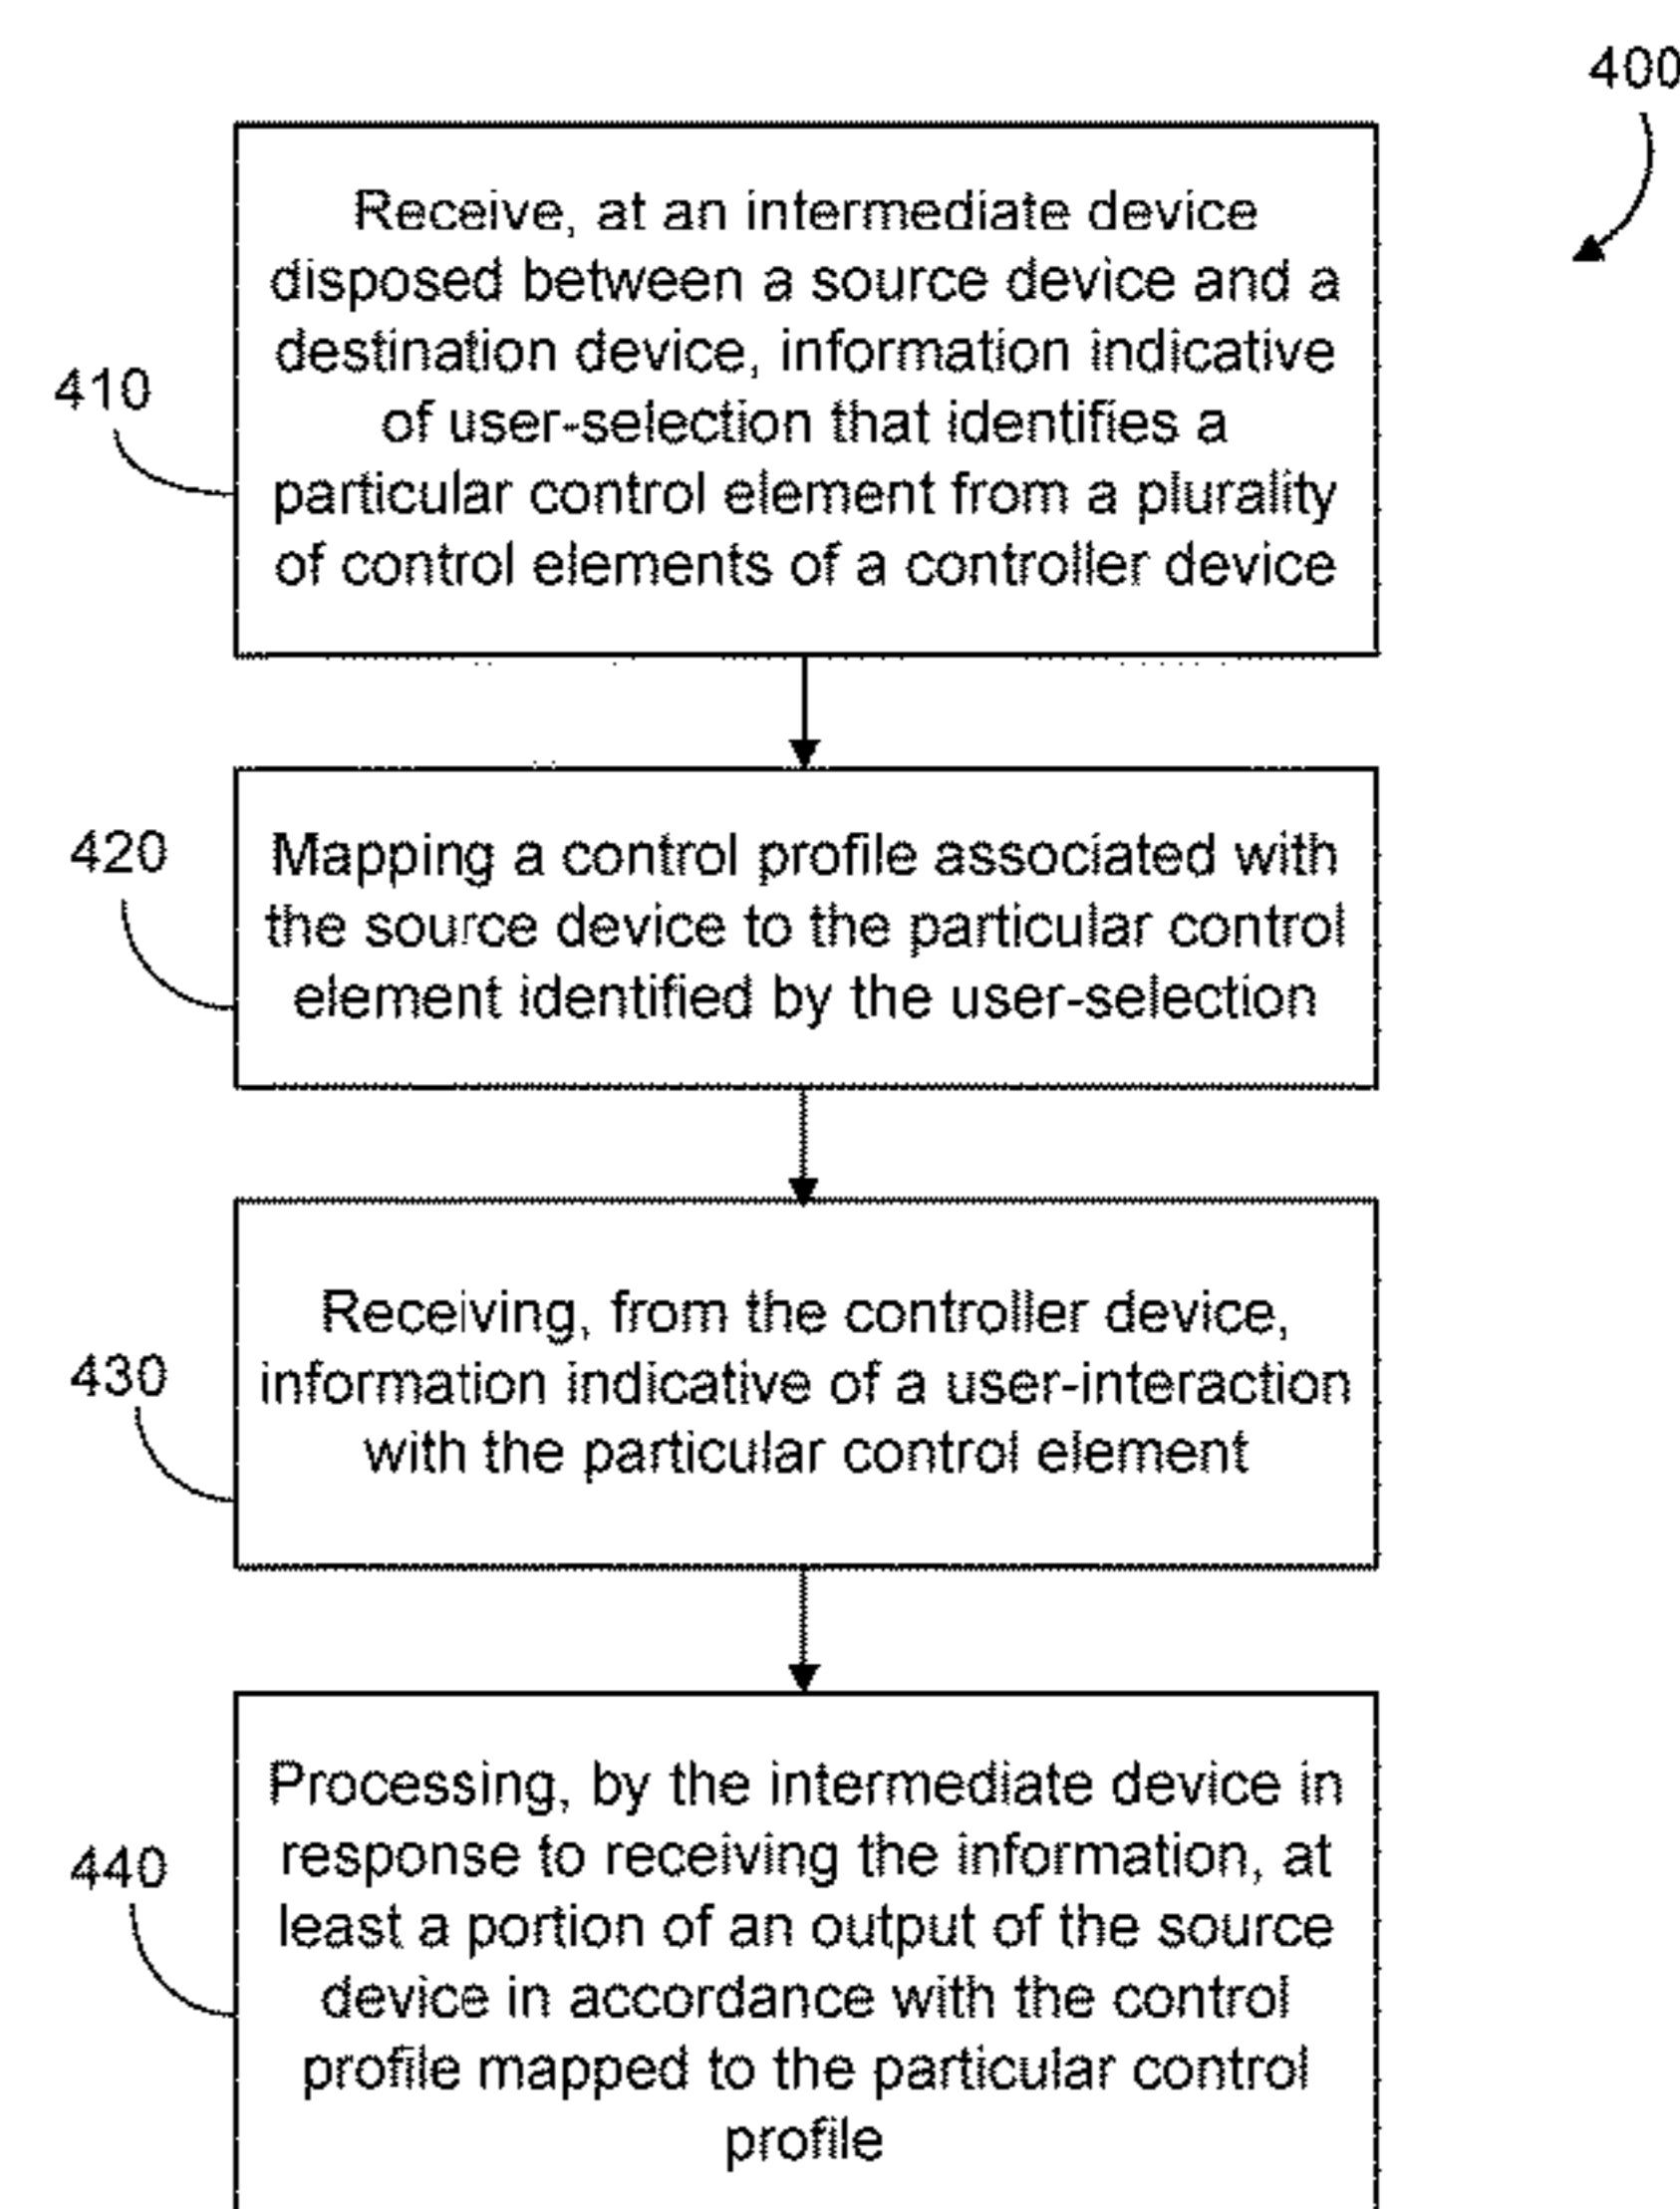 400
Receive, at an intermediate device
disposed between a source device and a
destination device, information indicative
of user-selection that identifies a
particular control element from a plurality
of control elements of a controller device
410
Mapping a control profile associated with
the source device to the particular control
element identified by the user-selection
420
Receiving, from the controller device,
information indicative of a user-interaction
with the particular control element
430
Processing, by the intermediate device in
response to receiving the information, at
least a portion of an output of the source
device in accordance with the control
profile mapped to the particular control
profile
440